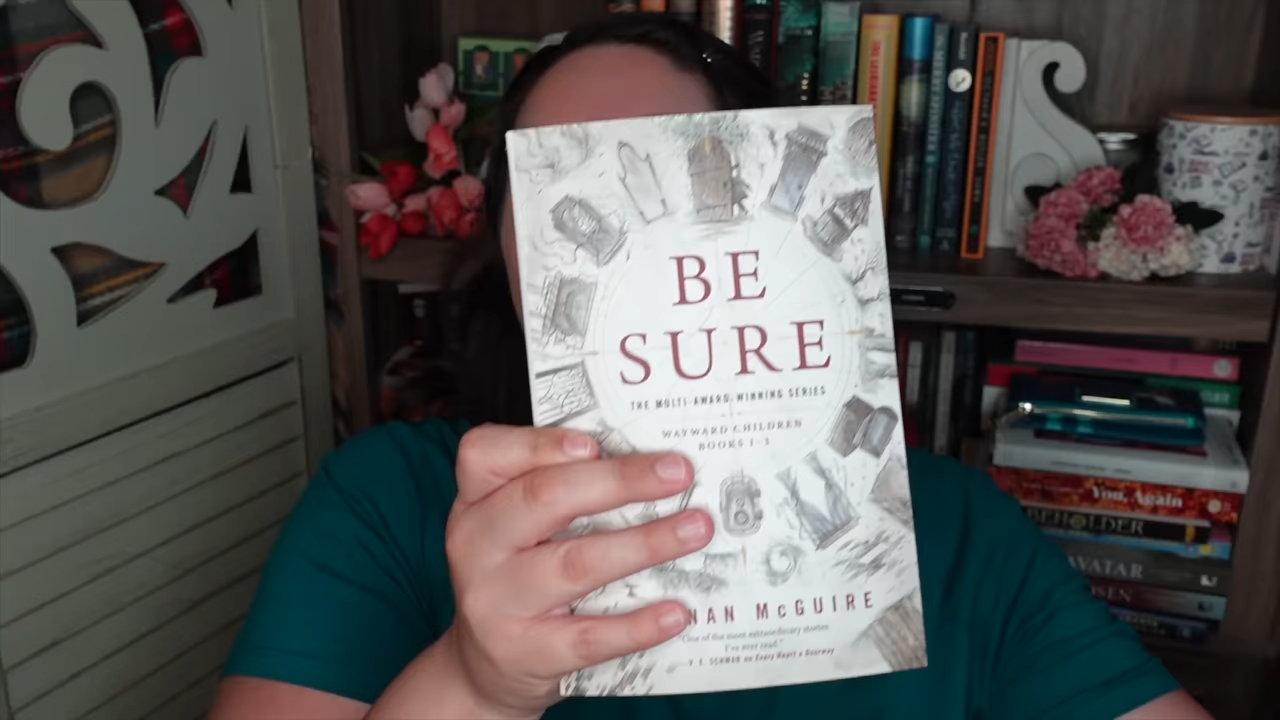 BE
SURE
THE MULTI-AWARD-WINNING SERIES
WAYWARD CHILDREN
BOOKS 1–3
NAN McGUIRE
"One of the most extraordinary stories
I've ever read."
V. E. SCHWAB on Every Heart a Doorway
You, Again
BEHOLDER
AVATAR